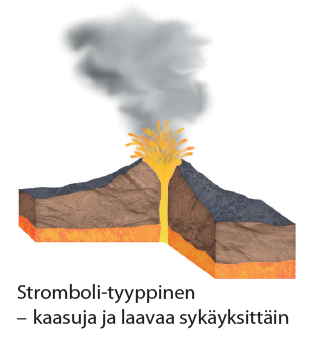 Stromboli-tyyppinen
– kaasuja ja laavaa sykäyksittäin